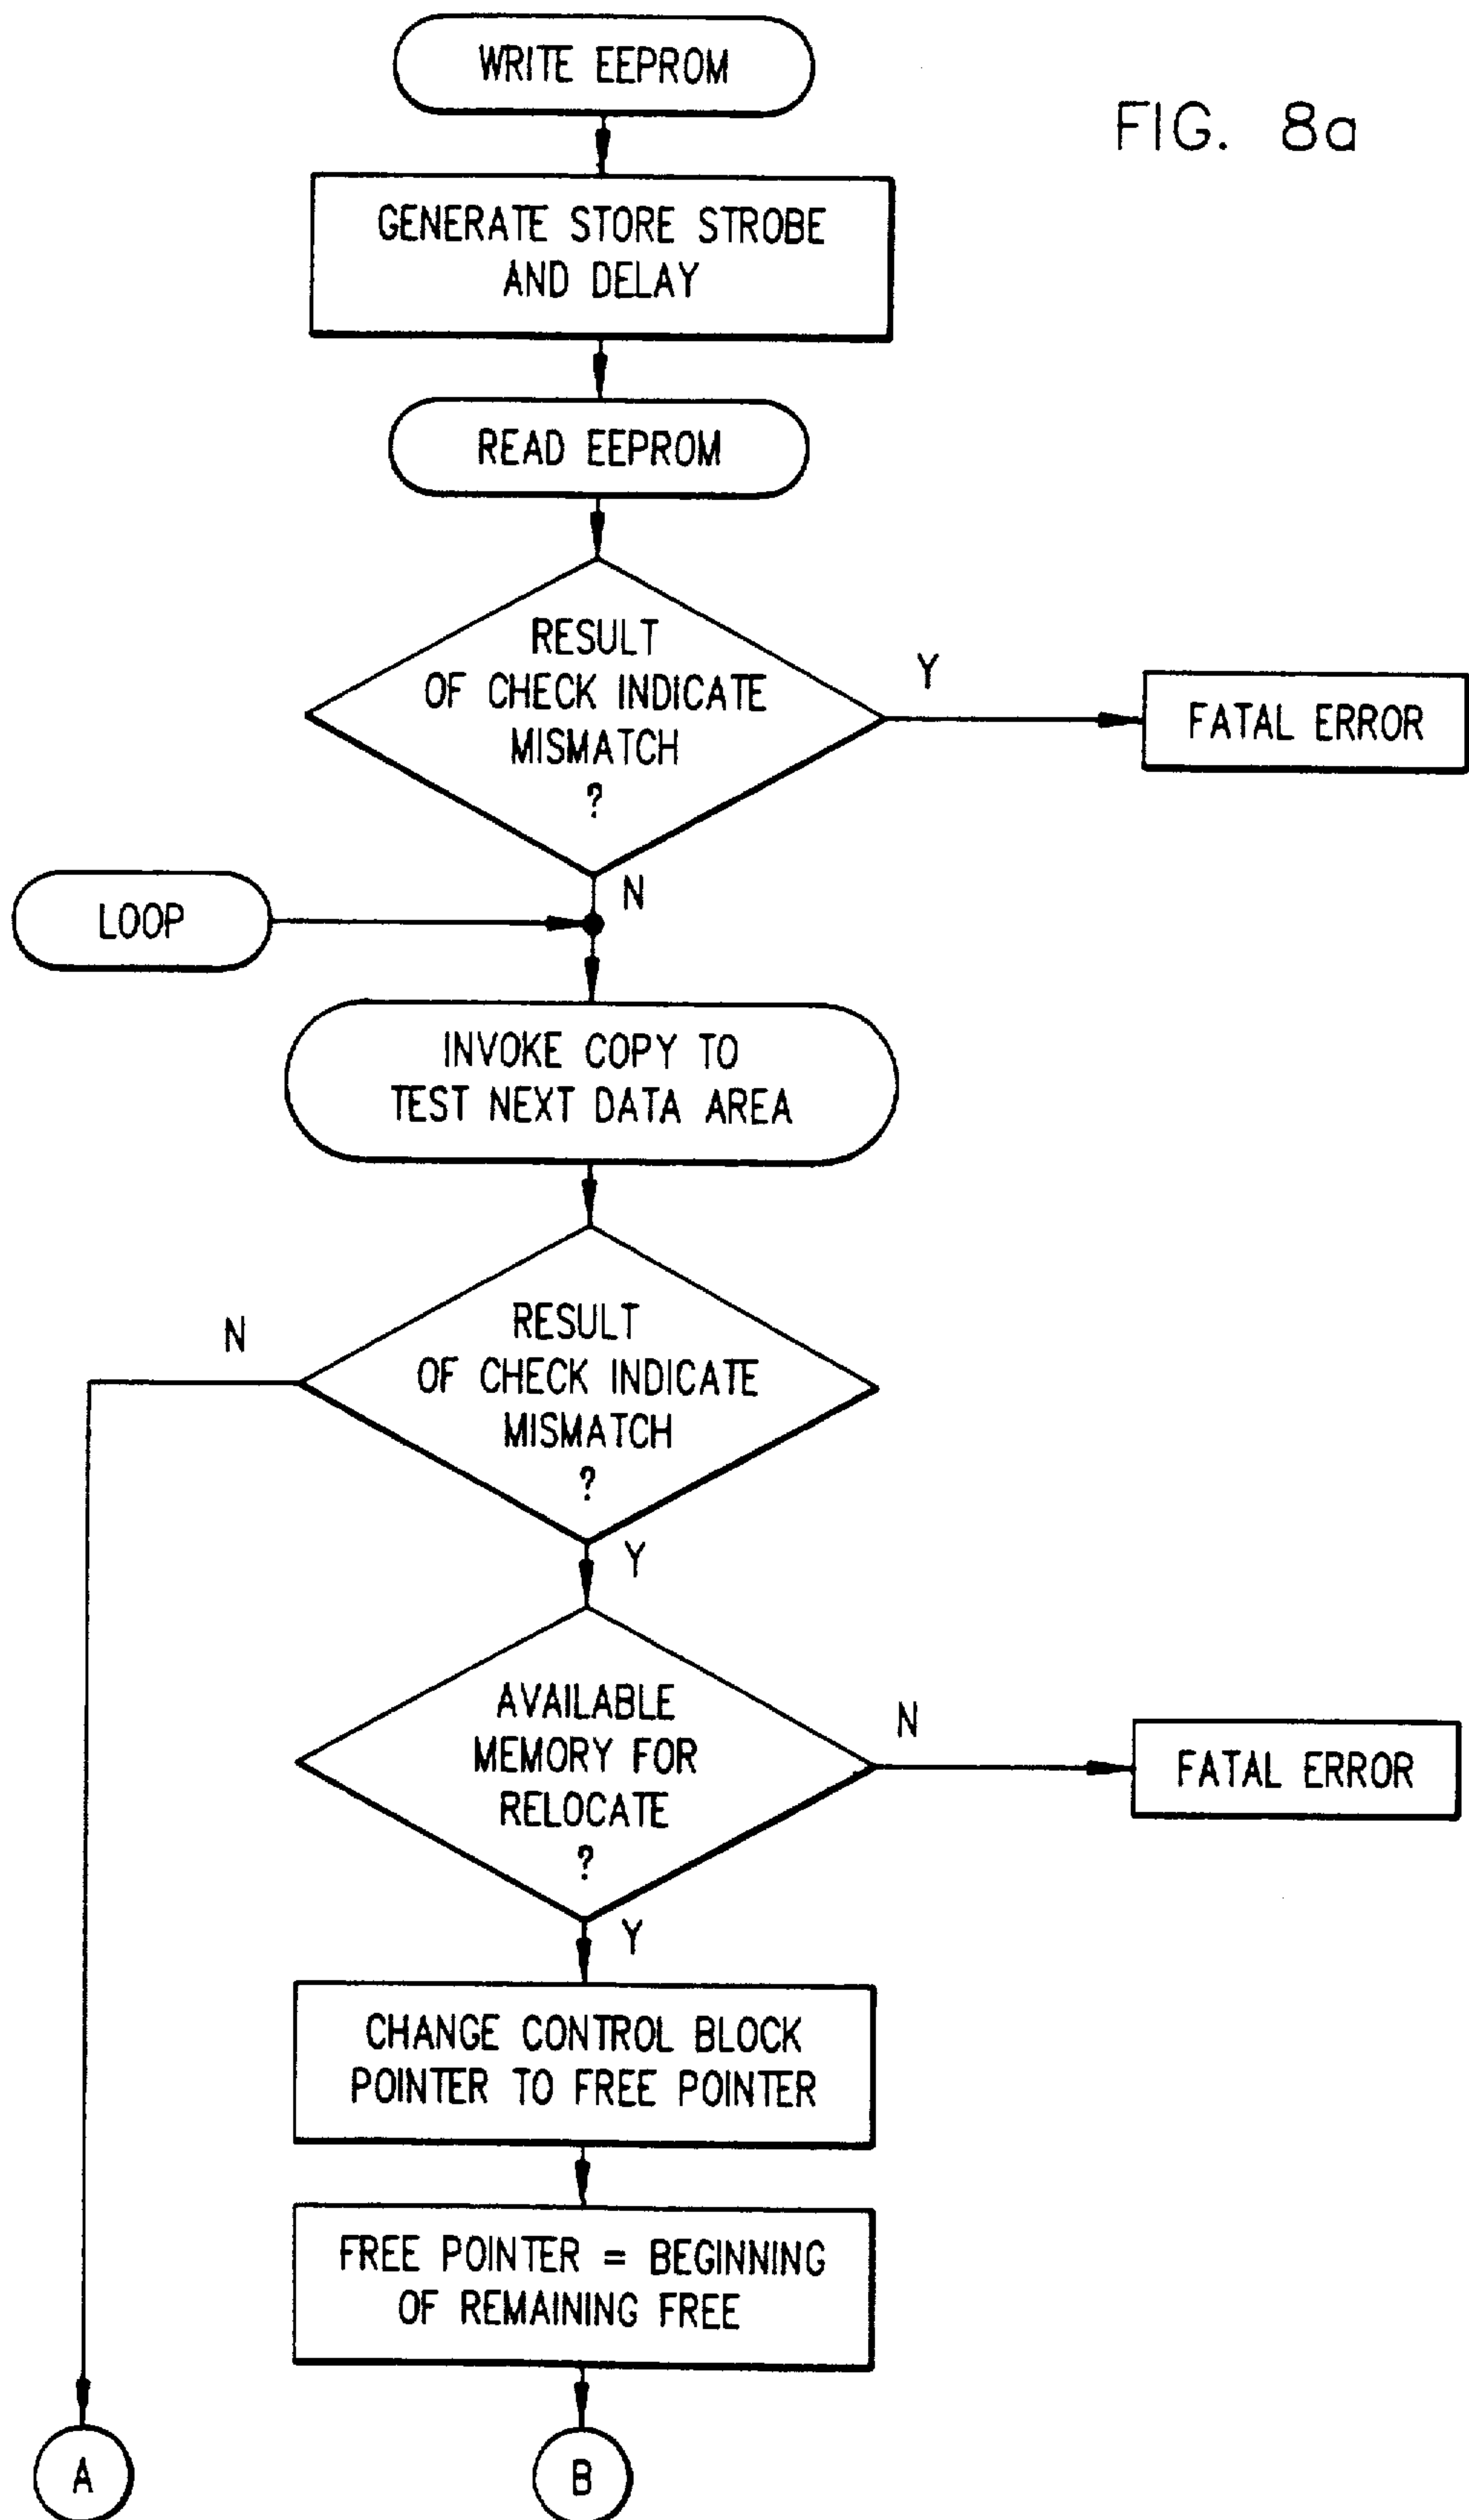 WRITE EEPROM
FIG. 8a
GENERATE STORE STROBE
AND DELAY
READ EEPROM
RESULT
OF CHECK INDICATE
MISMATCH
?
Y
FATAL ERROR
N
LOOP
INVOKE COPY TO
TEST NEXT DATA AREA
N
RESULT
OF CHECK INDICATE
MISMATCH
?
Y
AVAILABLE
MEMORY FOR
RELOCATE
?
N
FATAL ERROR
Y
CHANGE CONTROL BLOCK
POINTER TO FREE POINTER
FREE POINTER = BEGINNING
OF REMAINING FREE
A
B